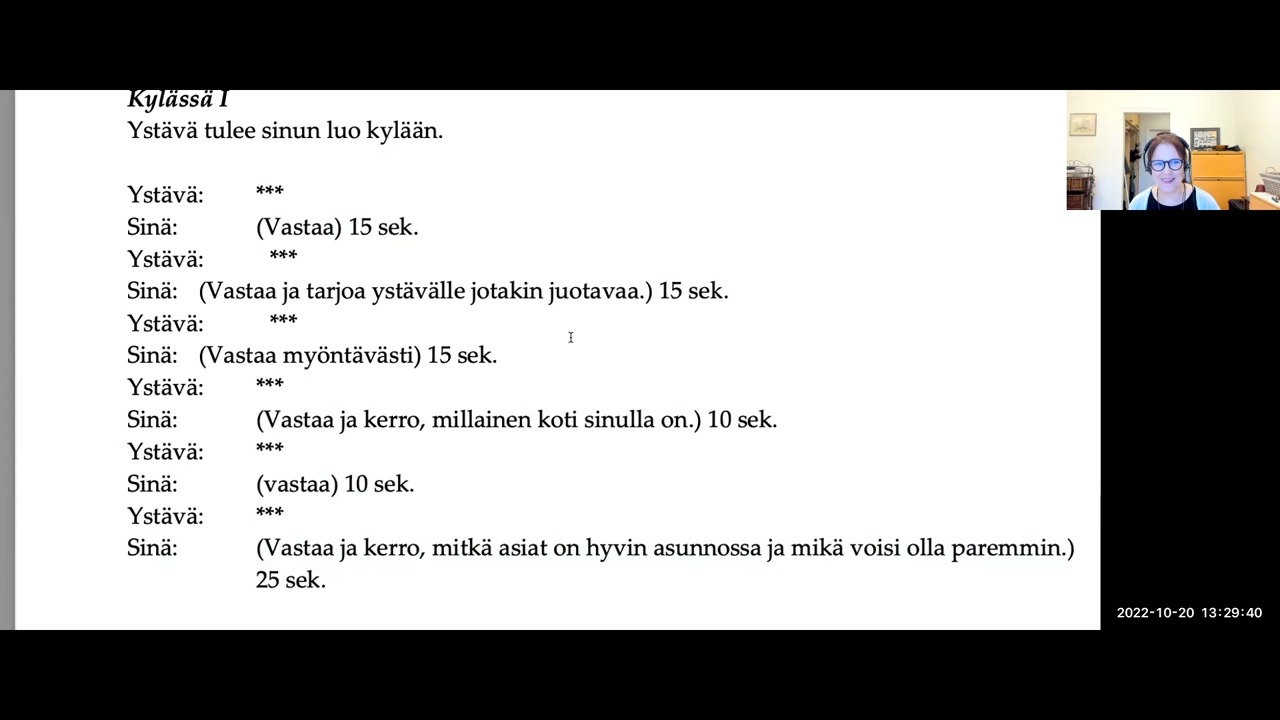 Kylässä I
Ystävä tulee sinun luo kylään.
Ystävä: ***
Sinä: (Vastaa) 15 sek.
Ystävä: ***
Sinä: (Vastaa ja tarjoa ystävälle jotakin juotavaa.) 15 sek.
Ystävä: ***
Sinä: (Vastaa myöntävästi) 15 sek.
Ystävä: ***
Sinä: (Vastaa ja kerro, millainen koti sinulla on.) 10 sek.
Ystävä: ***
Sinä: (vastaa) 10 sek.
Ystävä: ***
Sinä: (Vastaa ja kerro, mitkä asiat on hyvin asunnossa ja mikä voisi olla paremmin.)
25 sek.
2022-10-20 13:29:40